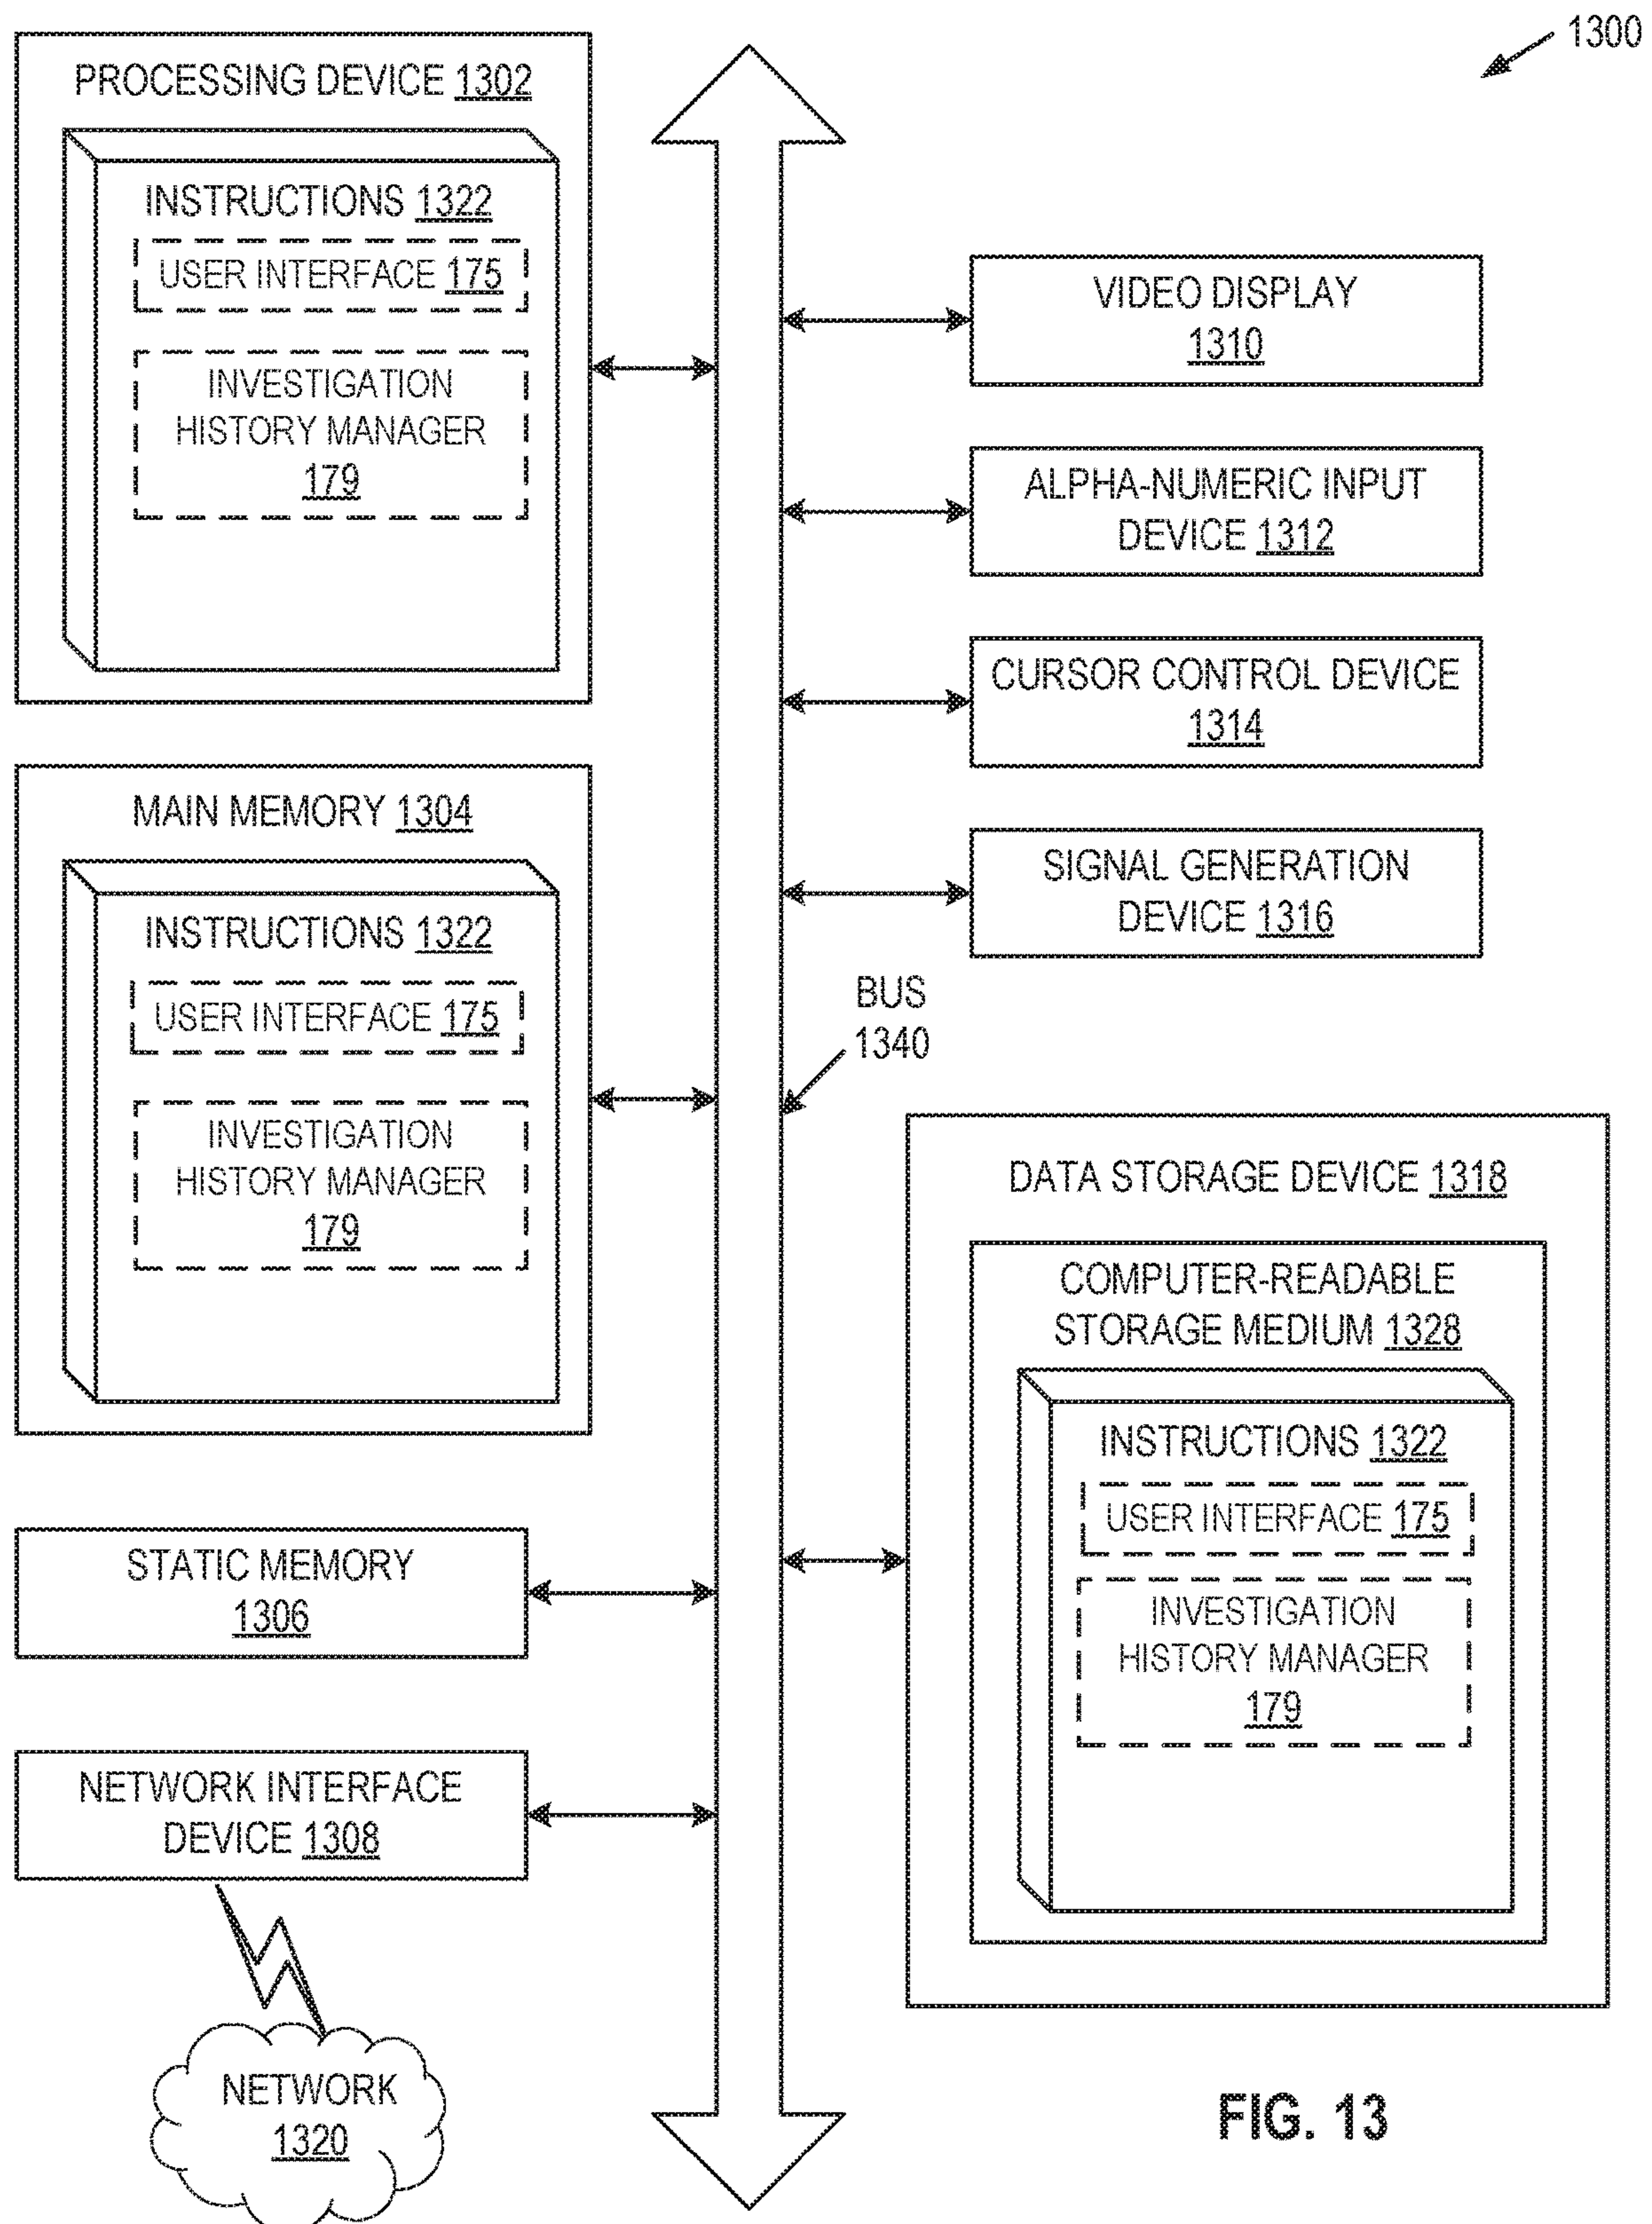 1300
PROCESSING DEVICE 1302
INSTRUCTIONS 1322
USER INTERFACE 175
INVESTIGATION
HISTORY MANAGER
179
MAIN MEMORY 1304
INSTRUCTIONS 1322
USER INTERFACE 175
INVESTIGATION
HISTORY MANAGER
179
STATIC MEMORY
1306
NETWORK INTERFACE
DEVICE 1308
NETWORK
1320
VIDEO DISPLAY
1310
ALPHA-NUMERIC INPUT
DEVICE 1312
CURSOR CONTROL DEVICE
1314
SIGNAL GENERATION
DEVICE 1316
BUS
1340
DATA STORAGE DEVICE 1318
COMPUTER-READABLE
STORAGE MEDIUM 1328
INSTRUCTIONS 1322
USER INTERFACE 175
INVESTIGATION
HISTORY MANAGER
179
FIG. 13